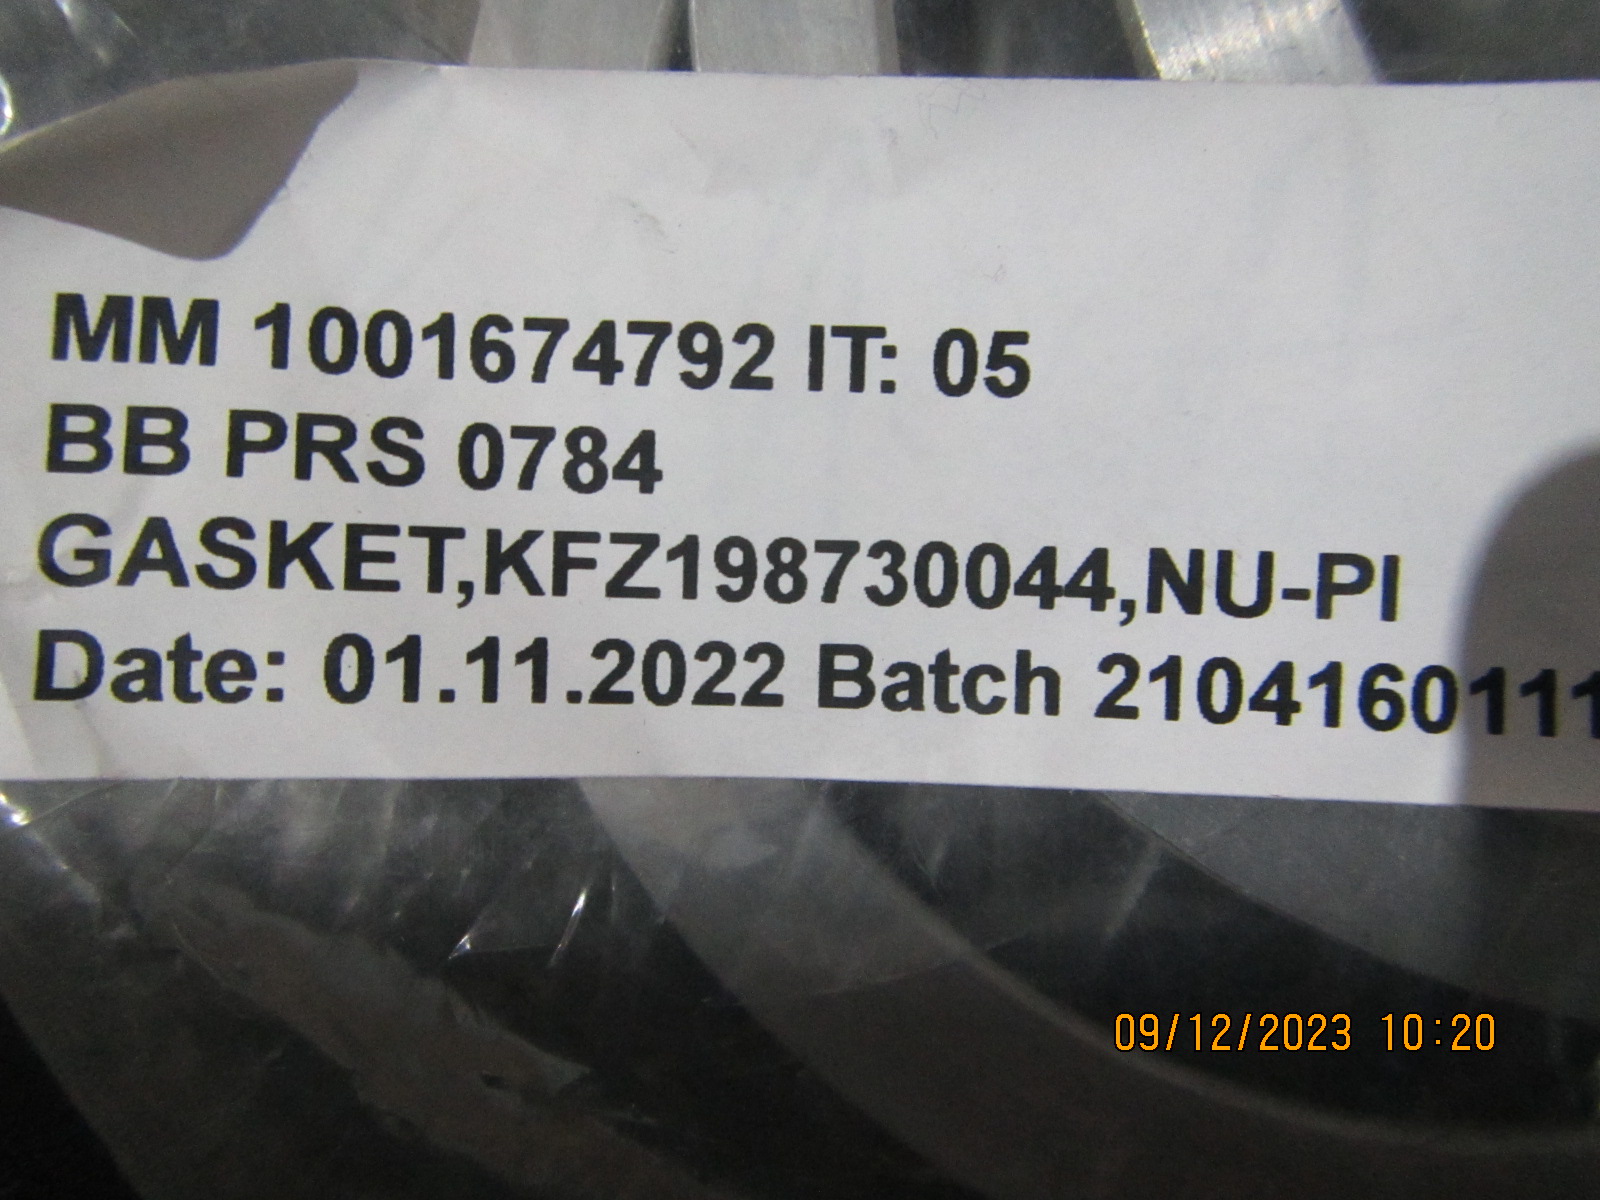 MM 1001674792 IT: 05
BB PRS 0784
GASKET,KFZ198730044,NU-PI
Date: 01.11.2022 Batch 2104160111
09/12/2023 10:20